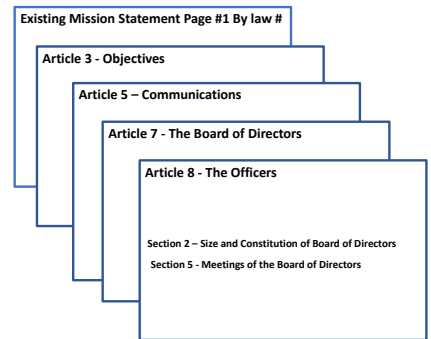 Existing Mission Statement Page #1 By law #
Article 3 - Objectives
Article 5 – Communications
Article 7 - The Board of Directors
Article 8 - The Officers
Section 2 – Size and Constitution of Board of Directors
Section 5 - Meetings of the Board of Directors